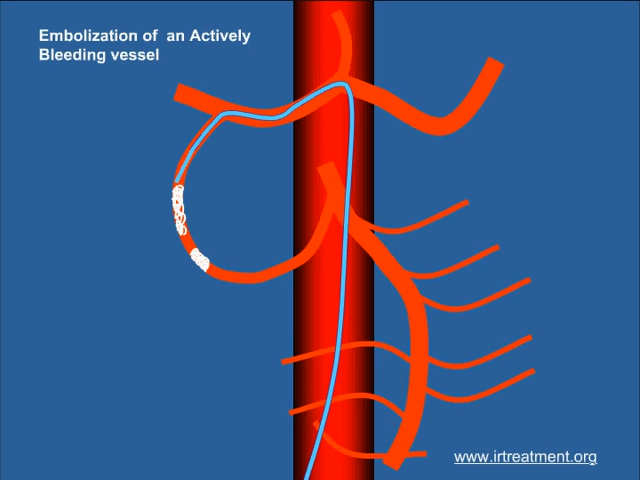 Embolization of  an Actively
Bleeding vessel
www.irtreatment.org